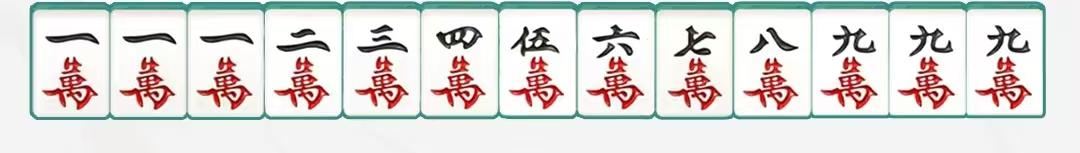 一 一 一 二 三 四 伍 六 七 八 九 九 九
萬 萬 萬 萬 萬 萬 萬 萬 萬 萬 萬 萬 萬